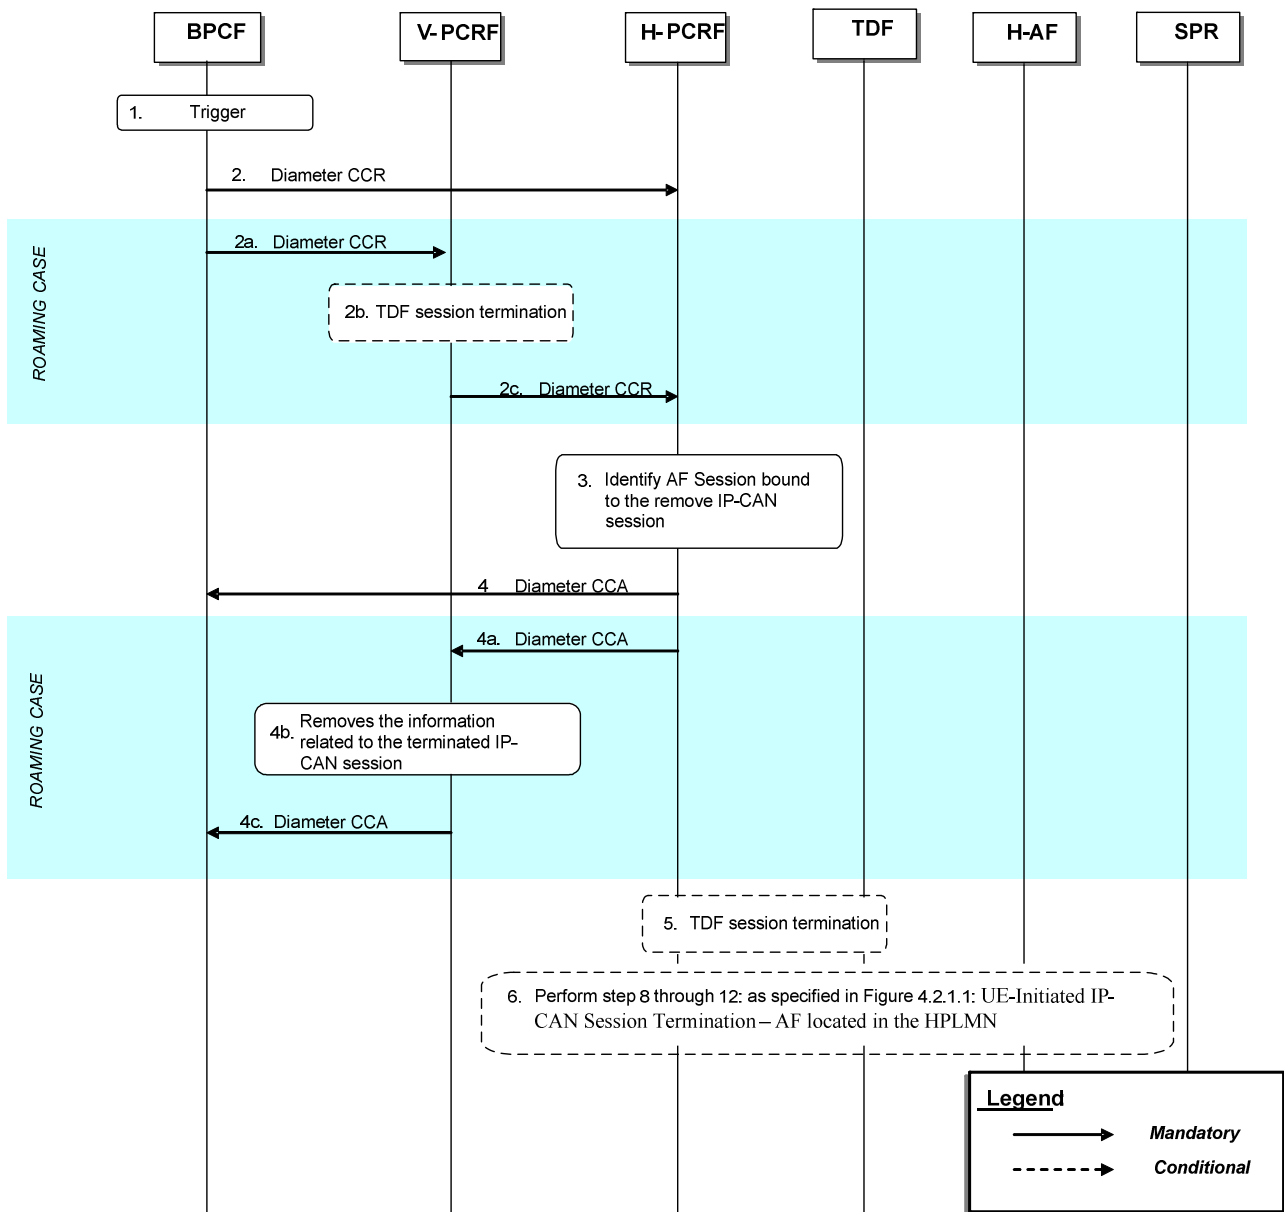 BPCF
V- PCRF
H- PCRF
TDF
H-AF
SPR
1. Trigger
2. Diameter CCR
ROAMING CASE
2a. Diameter CCR
2b. TDF session termination
2c. Diameter CCR
3. Identify AF Session bound
to the remove IP-CAN
session
4 Diameter CCA
ROAMING CASE
4a. Diameter CCA
4b. Removes the information
related to the terminated IP-
CAN session
4c. Diameter CCA
5. TDF session termination
6. Perform step 8 through 12: as specified in Figure 4.2.1.1: UE-Initiated IP-
CAN Session Termination – AF located in the HPLMN
Legend
Mandatory
Conditional